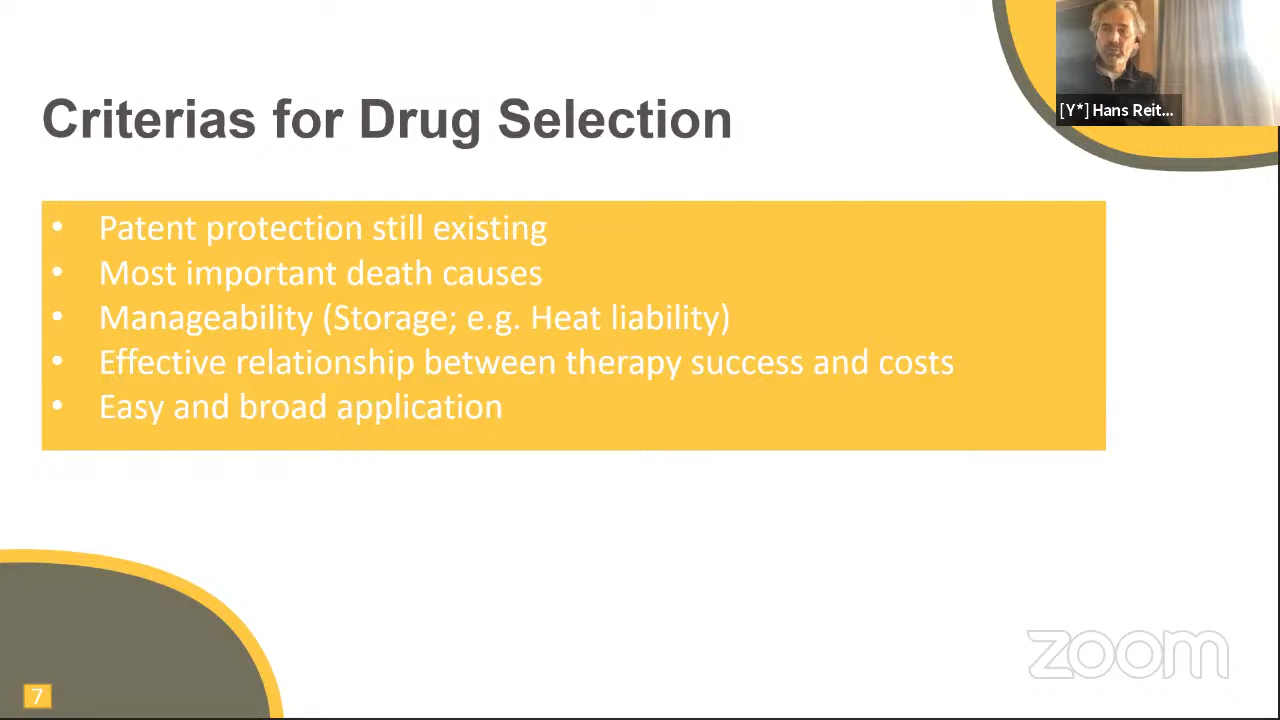 [Y*] Hans Reit...
Criterias for Drug Selection
• Patent protection still existing
• Most important death causes
• Manageability (Storage; e.g. Heat liability)
• Effective relationship between therapy success and costs
• Easy and broad application
zoom
7